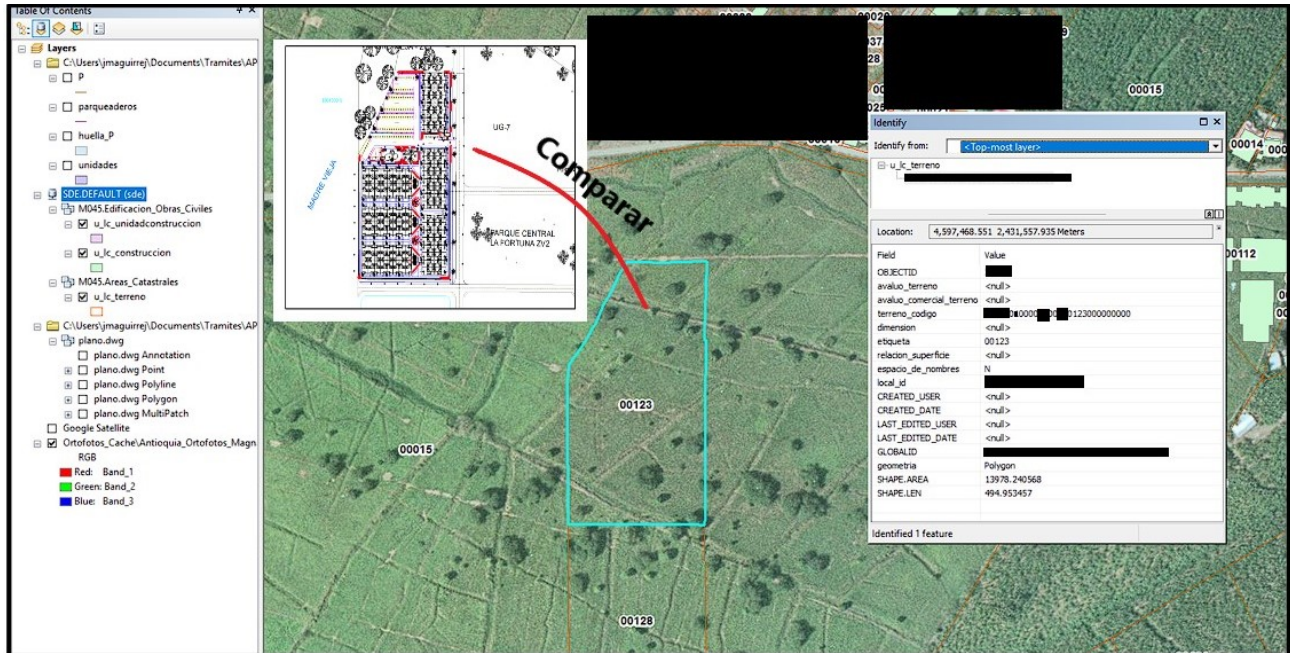 Table Of Contents
Layers
C:\Users\jmaguirrej\Documents\Tramites\AP
P
parqueaderos
huella_P
unidades
SDE.DEFAULT (sde)
M045.Edificacion_Obras_Civiles
u_lc_unidadconstruccion
u_lc_construccion
M045.Areas_Catastrales
u_lc_terreno
C:\Users\jmaguirrej\Documents\Tramites\AP
plano.dwg
plano.dwg Annotation
plano.dwg Point
plano.dwg Polyline
plano.dwg Polygon
plano.dwg MultiPatch
Google Satellite
Ortofotos_Cache\Antioquia_Ortofotos_Magn
RGB
Red: Band_1
Green: Band_2
Blue: Band_3
UG-7
MADRE VIEJA
PARQUE CENTRAL
LA FORTUNA ZV2
Comparar
00123
00015
00128
00015
00014
00112
Identify
Identify from: <Top-most layer>
u_lc_terreno
Location: 4,597,468.551 2,431,557.935 Meters
Field Value
OBJECTID
avaluo_terreno <null>
avaluo_comercial_terreno <null>
terreno_codigo 0123000000000
dimension <null>
etiqueta 00123
relacion_superficie <null>
espacio_de_nombres N
local_id
CREATED_USER <null>
CREATED_DATE <null>
LAST_EDITED_USER <null>
LAST_EDITED_DATE <null>
GLOBALID
geometria Polygon
SHAPE.AREA 13978.240568
SHAPE.LEN 494.953457
Identified 1 feature